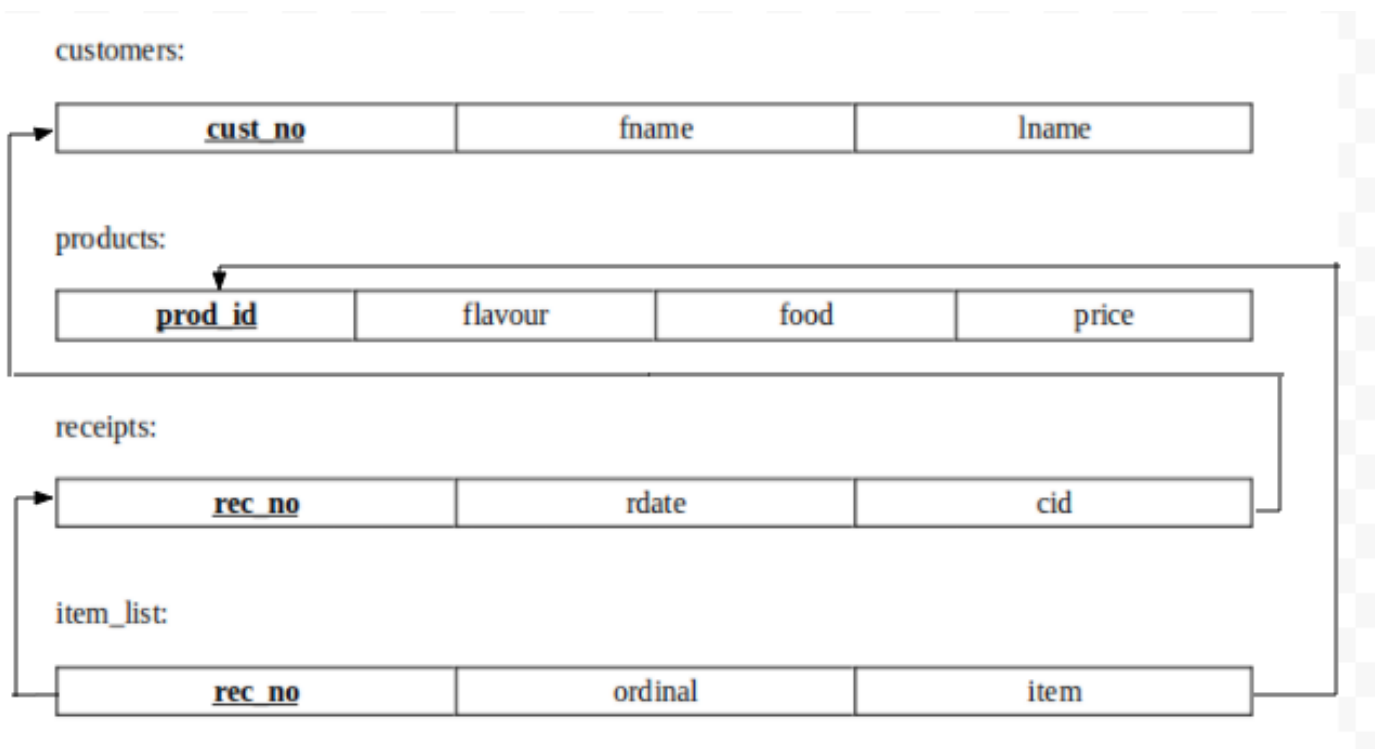 customers:
cust_no fname lname
products:
prod_id flavour food price
receipts:
rec_no rdate cid
item_list:
rec_no ordinal item